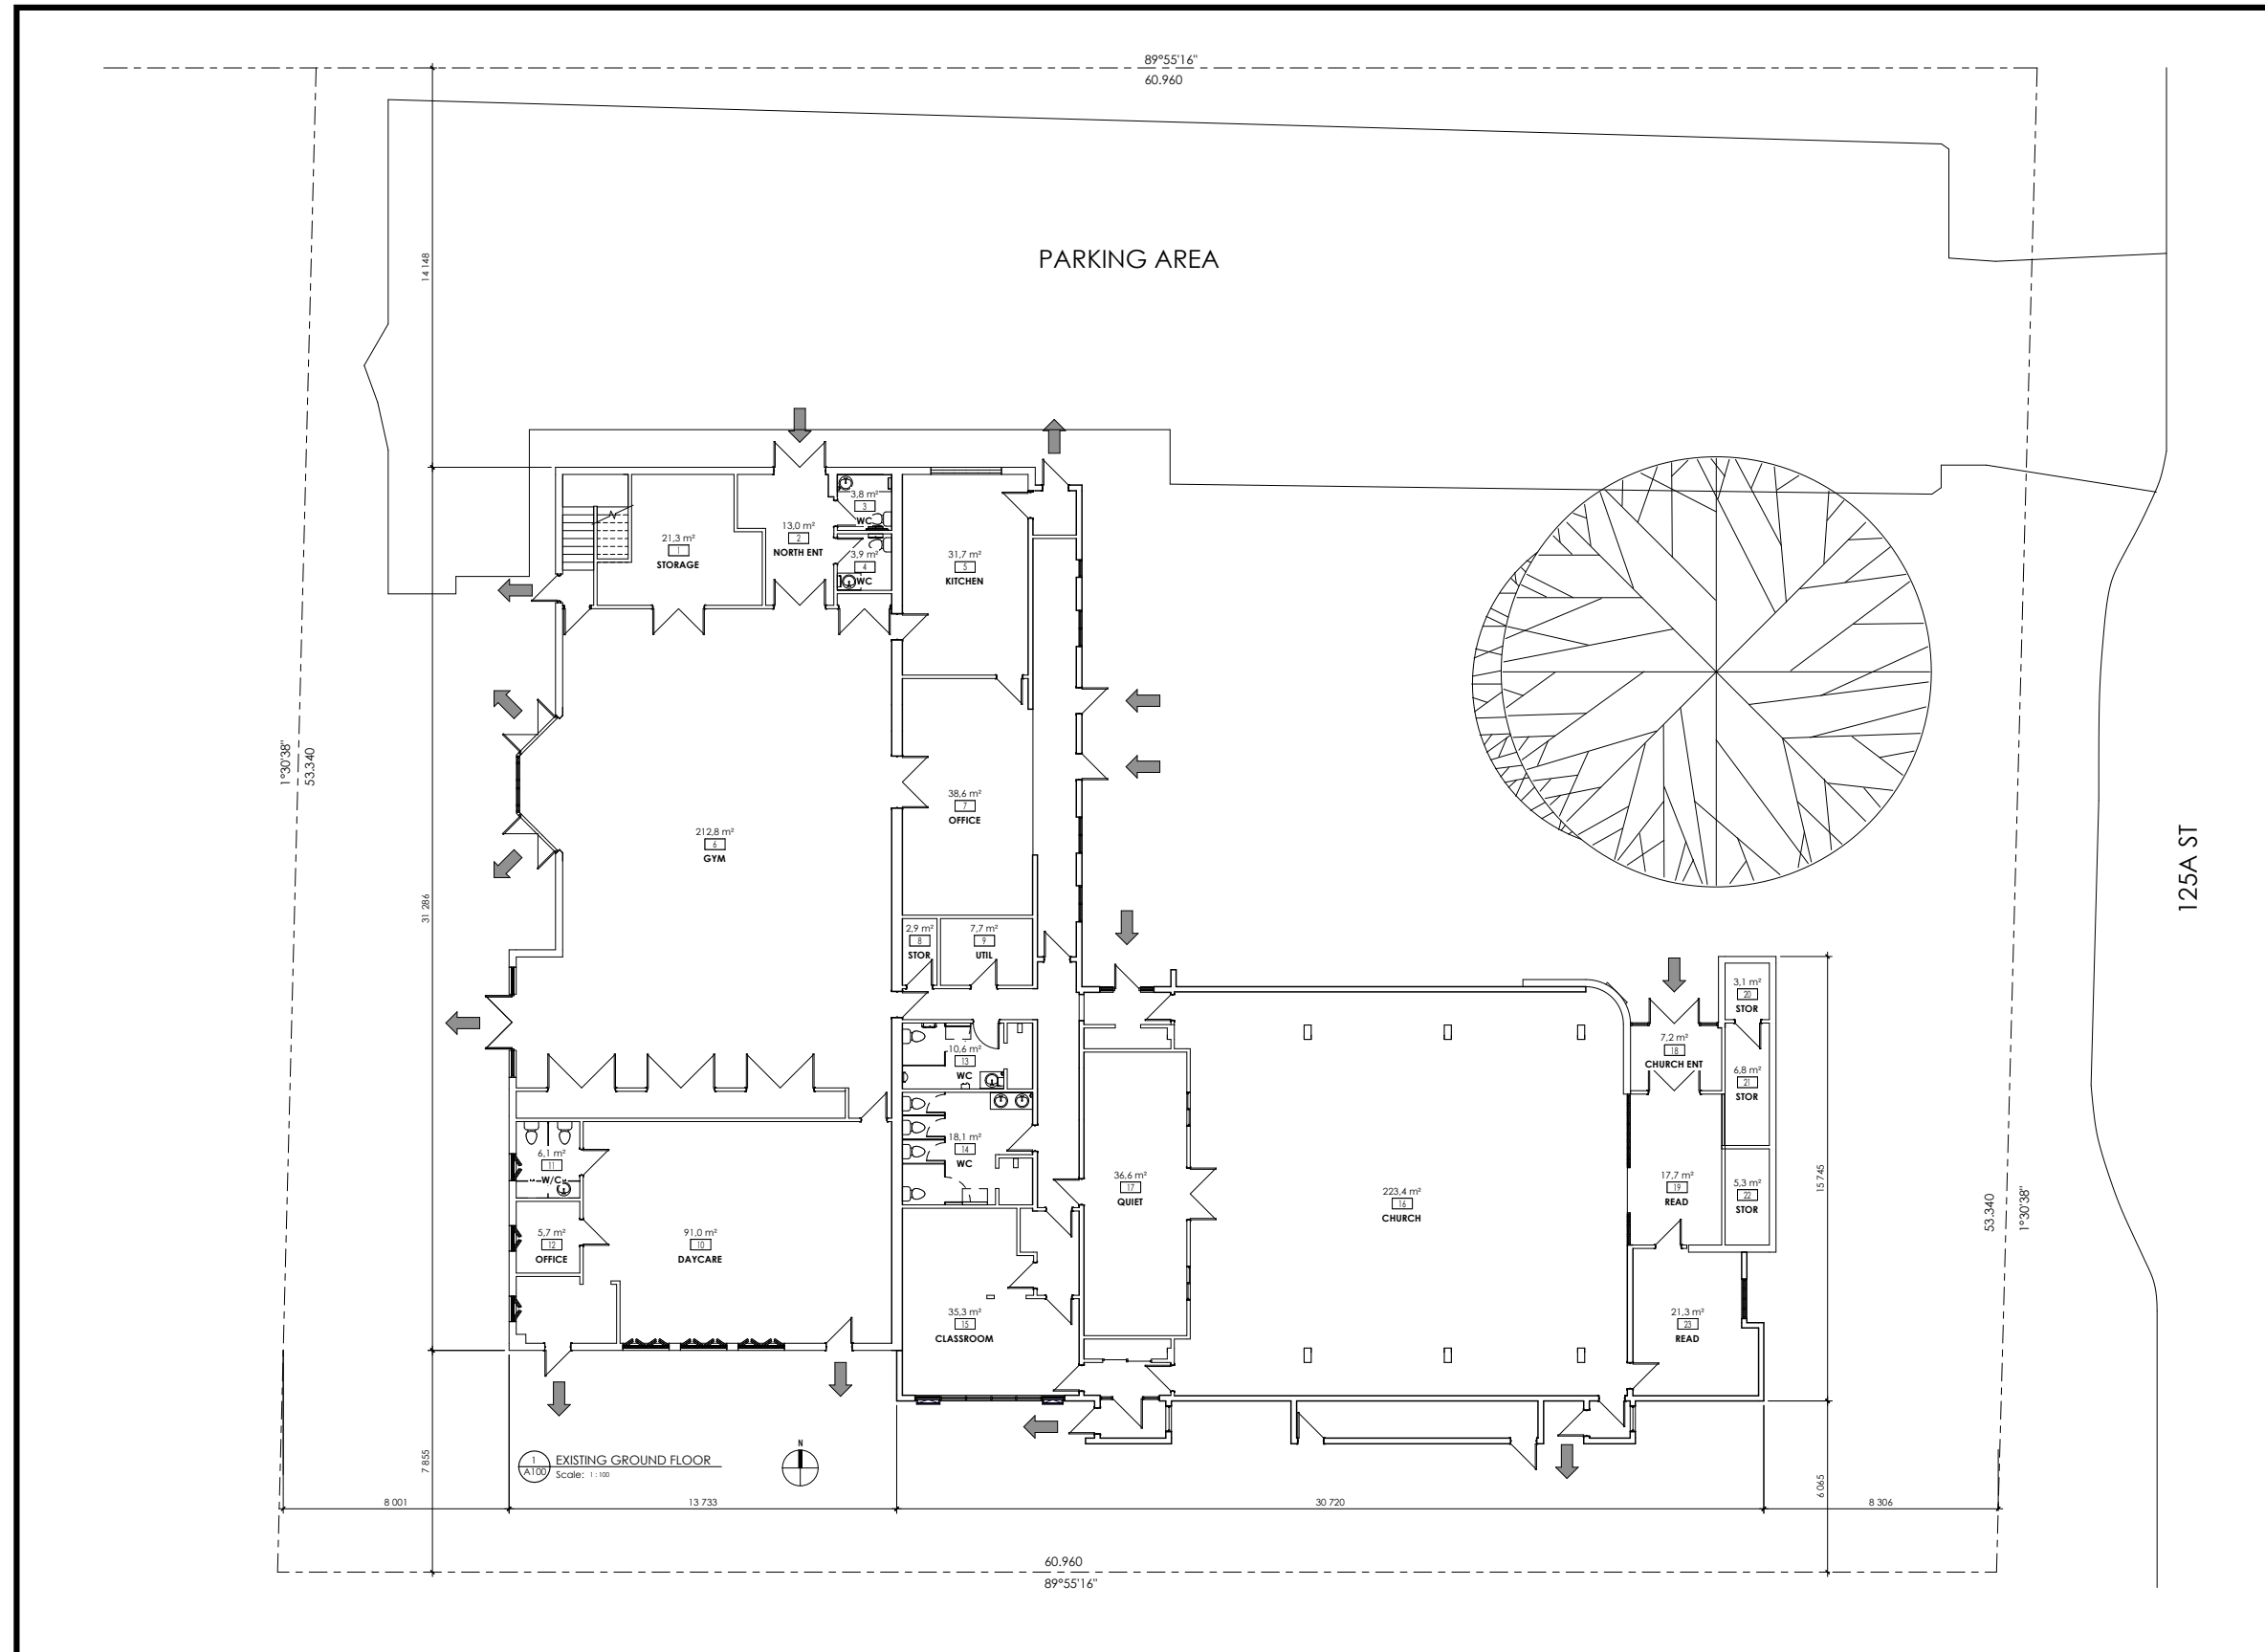 89°55'16"
60.960
PARKING AREA
14 148
3,8 m²
3
WC
13,0 m²
2
NORTH ENT
21,3 m²
1
STORAGE
3,9 m²
4
WC
31,7 m²
5
KITCHEN
1°30'38"
53.340
38,6 m²
7
OFFICE
212,8 m²
6
GYM
125A ST
31 286
2,9 m²
8
STOR
7,7 m²
9
UTIL
3,1 m²
20
STOR
7,2 m²
18
CHURCH ENT
10,6 m²
13
WC
6,8 m²
21
STOR
18,1 m²
14
WC
6,1 m²
11
W/C
36,6 m²
17
QUIET
223,4 m²
16
CHURCH
17,7 m²
19
READ
5,3 m²
22
STOR
15 745
53.340
1°30'38"
5,7 m²
12
OFFICE
91,0 m²
10
DAYCARE
35,3 m²
15
CLASSROOM
21,3 m²
23
READ
7 855
1
A100
EXISTING GROUND FLOOR
Scale: 1 : 100
N
6 065
8 001
13 733
30 720
8 306
60.960
89°55'16"